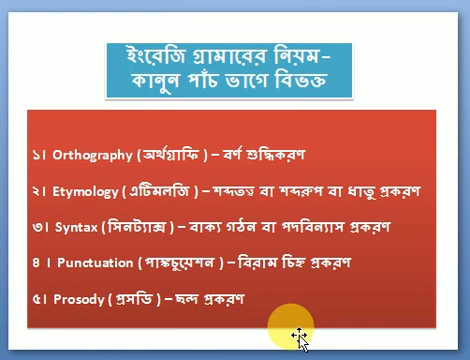 ইংরেজি গ্রামারের নিয়ম-
কানুন পাঁচ ভাগে বিভক্ত
১। Orthography (অর্থগ্রাফি ) – বর্ণ শুদ্ধিকরণ
২। Etymology ( এটিমলজি ) – শব্দতত্ত বা শব্দরুপ বা ধাতু প্রকরণ
৩। Syntax ( সিনট্যাক্স ) – বাক্য গঠন বা পদবিন্যাস প্রকরণ
৪ । Punctuation ( পাঙ্কচুয়েশন ) – বিরাম চিহ্ন প্রকরণ
৫। Prosody ( প্রসডি ) – ছন্দ প্রকরণ